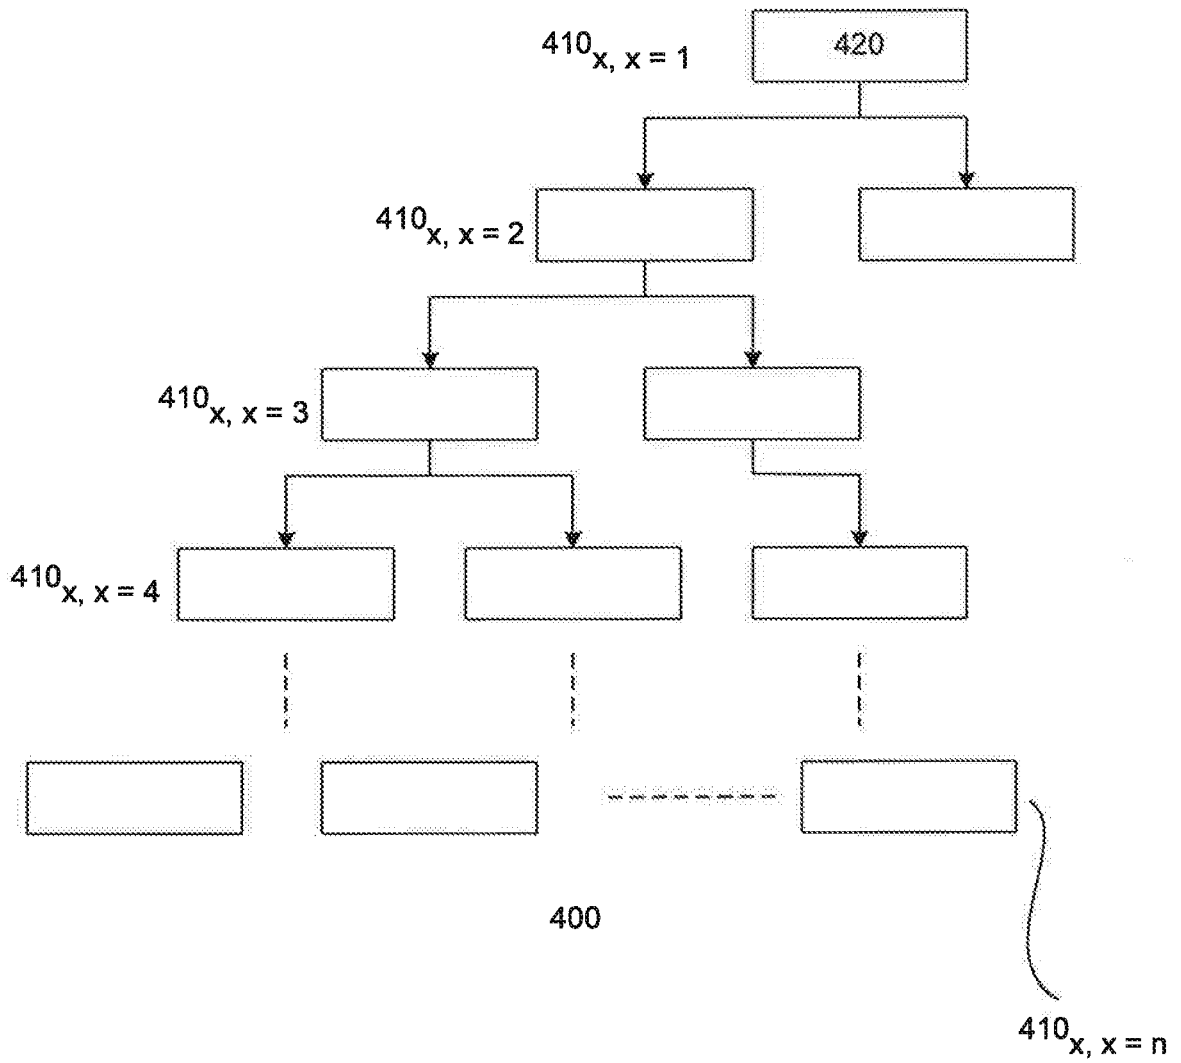 410x, x = 1
420
410x, x = 2
410x, x = 3
410x, x = 4
400
410x, x = n